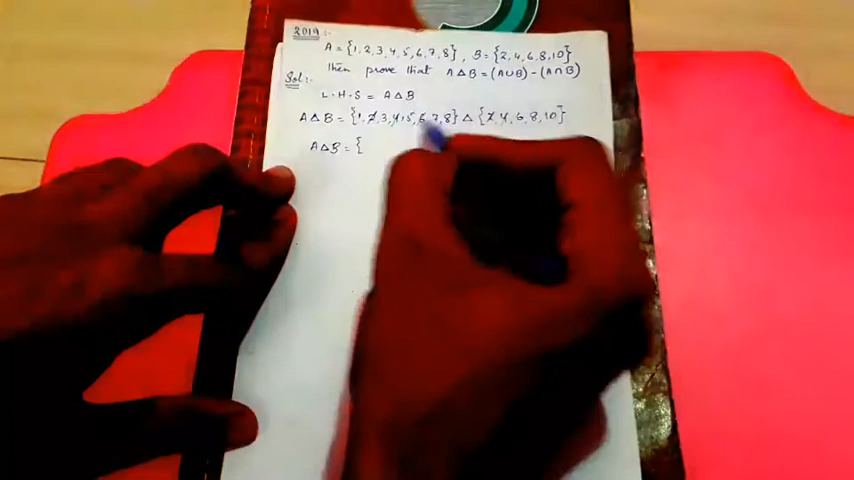 2019 :-
A = {1,2,3,4,5,6,7,8} , B = {2,4,6,8,10}
then prove that A∆B = (A∪B) - (A∩B)
Sol :-
L.H.S = A∆B
A∆B = {1,2,3,4,5,6,7,8} ∆ {2,4,6,8,10}
A∆B = {